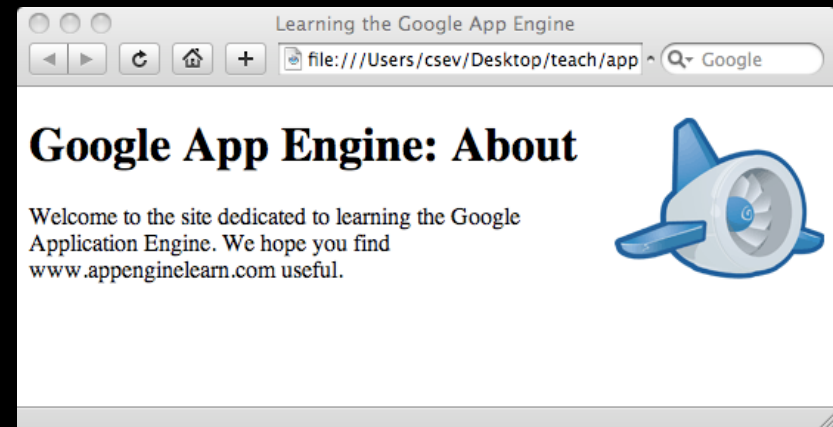 Learning the Google App Engine
file:///Users/csev/Desktop/teach/app
Google
Google App Engine: About
Welcome to the site dedicated to learning the Google
Application Engine. We hope you find
www.appenginelearn.com useful.